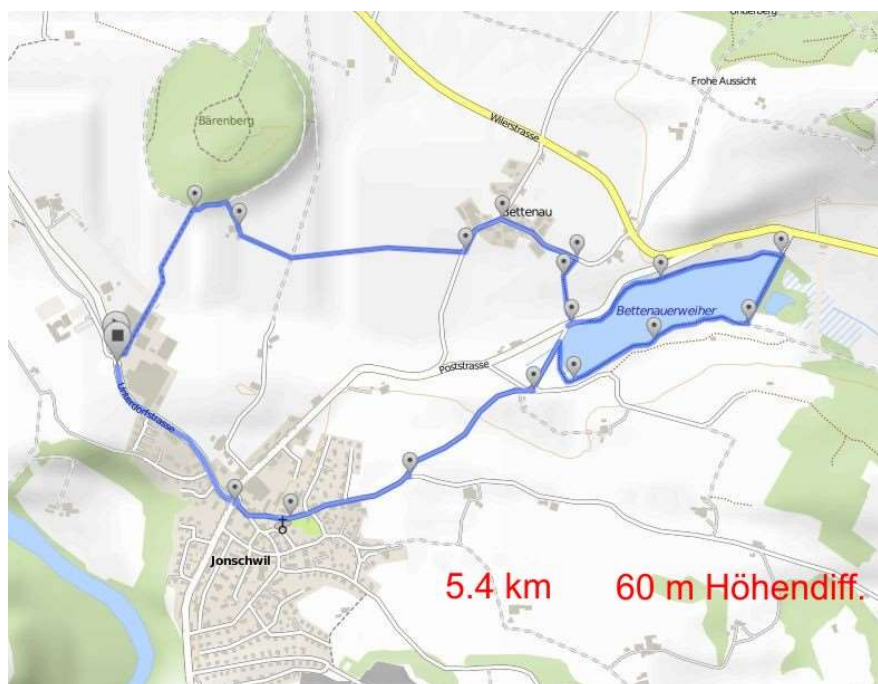 Bärenberg
Frohe Aussicht
Wilerstrasse
Bettenau
Bettenauerweiher
Poststrasse
Unterdorfstrasse
Jonschwil
5.4 km
60 m Höhendiff.